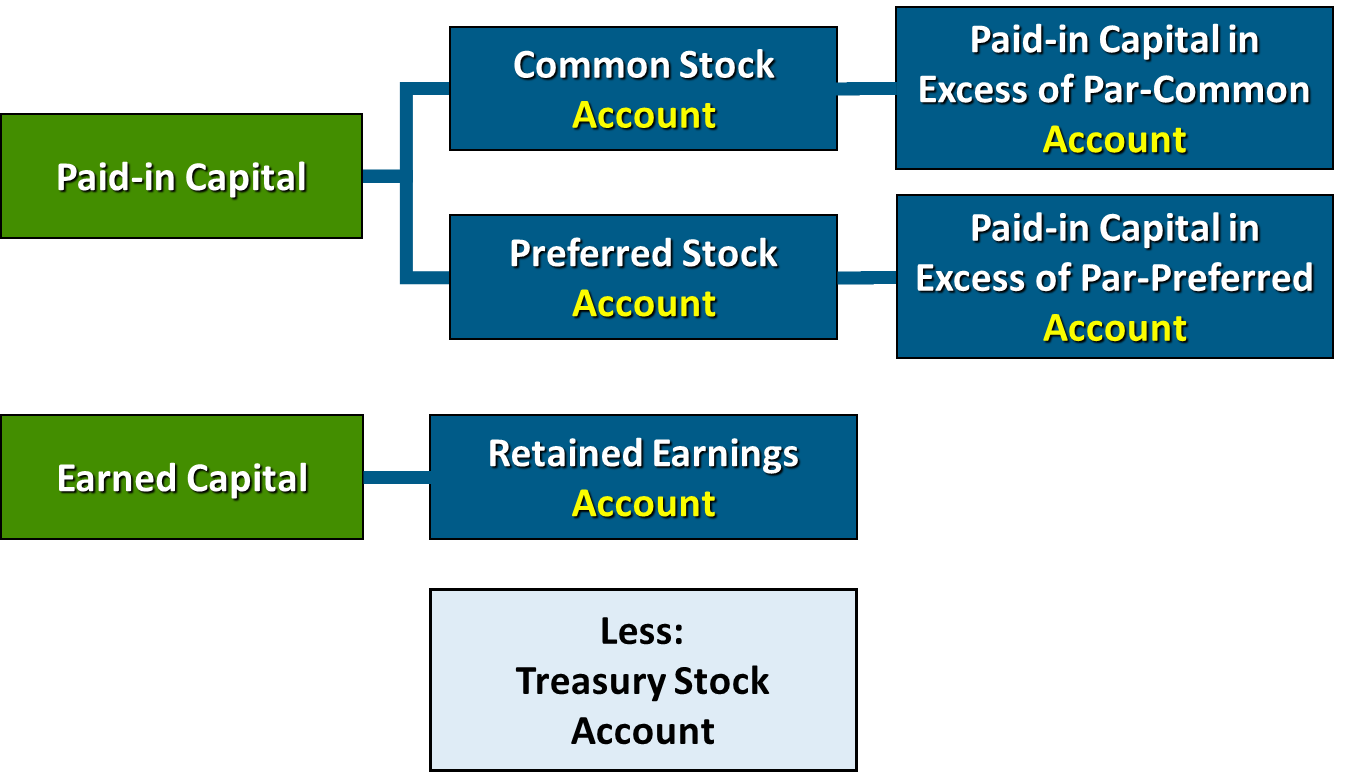 Paid-in Capital
Common Stock
Account
Paid-in Capital in
Excess of Par-Common
Account
Preferred Stock
Account
Paid-in Capital in
Excess of Par-Preferred
Account
Earned Capital
Retained Earnings
Account
Less:
Treasury Stock
Account